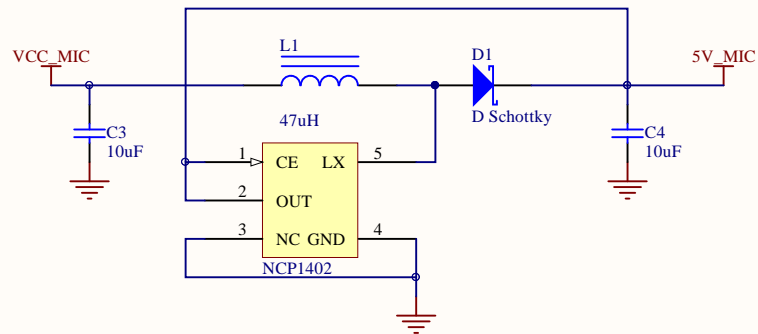 VCC_MIC
L1
D1
5V_MIC
47uH
D Schottky
C3
10uF
C4
10uF
1
CE
LX
5
2
OUT
3
NC
GND
4
NCP1402